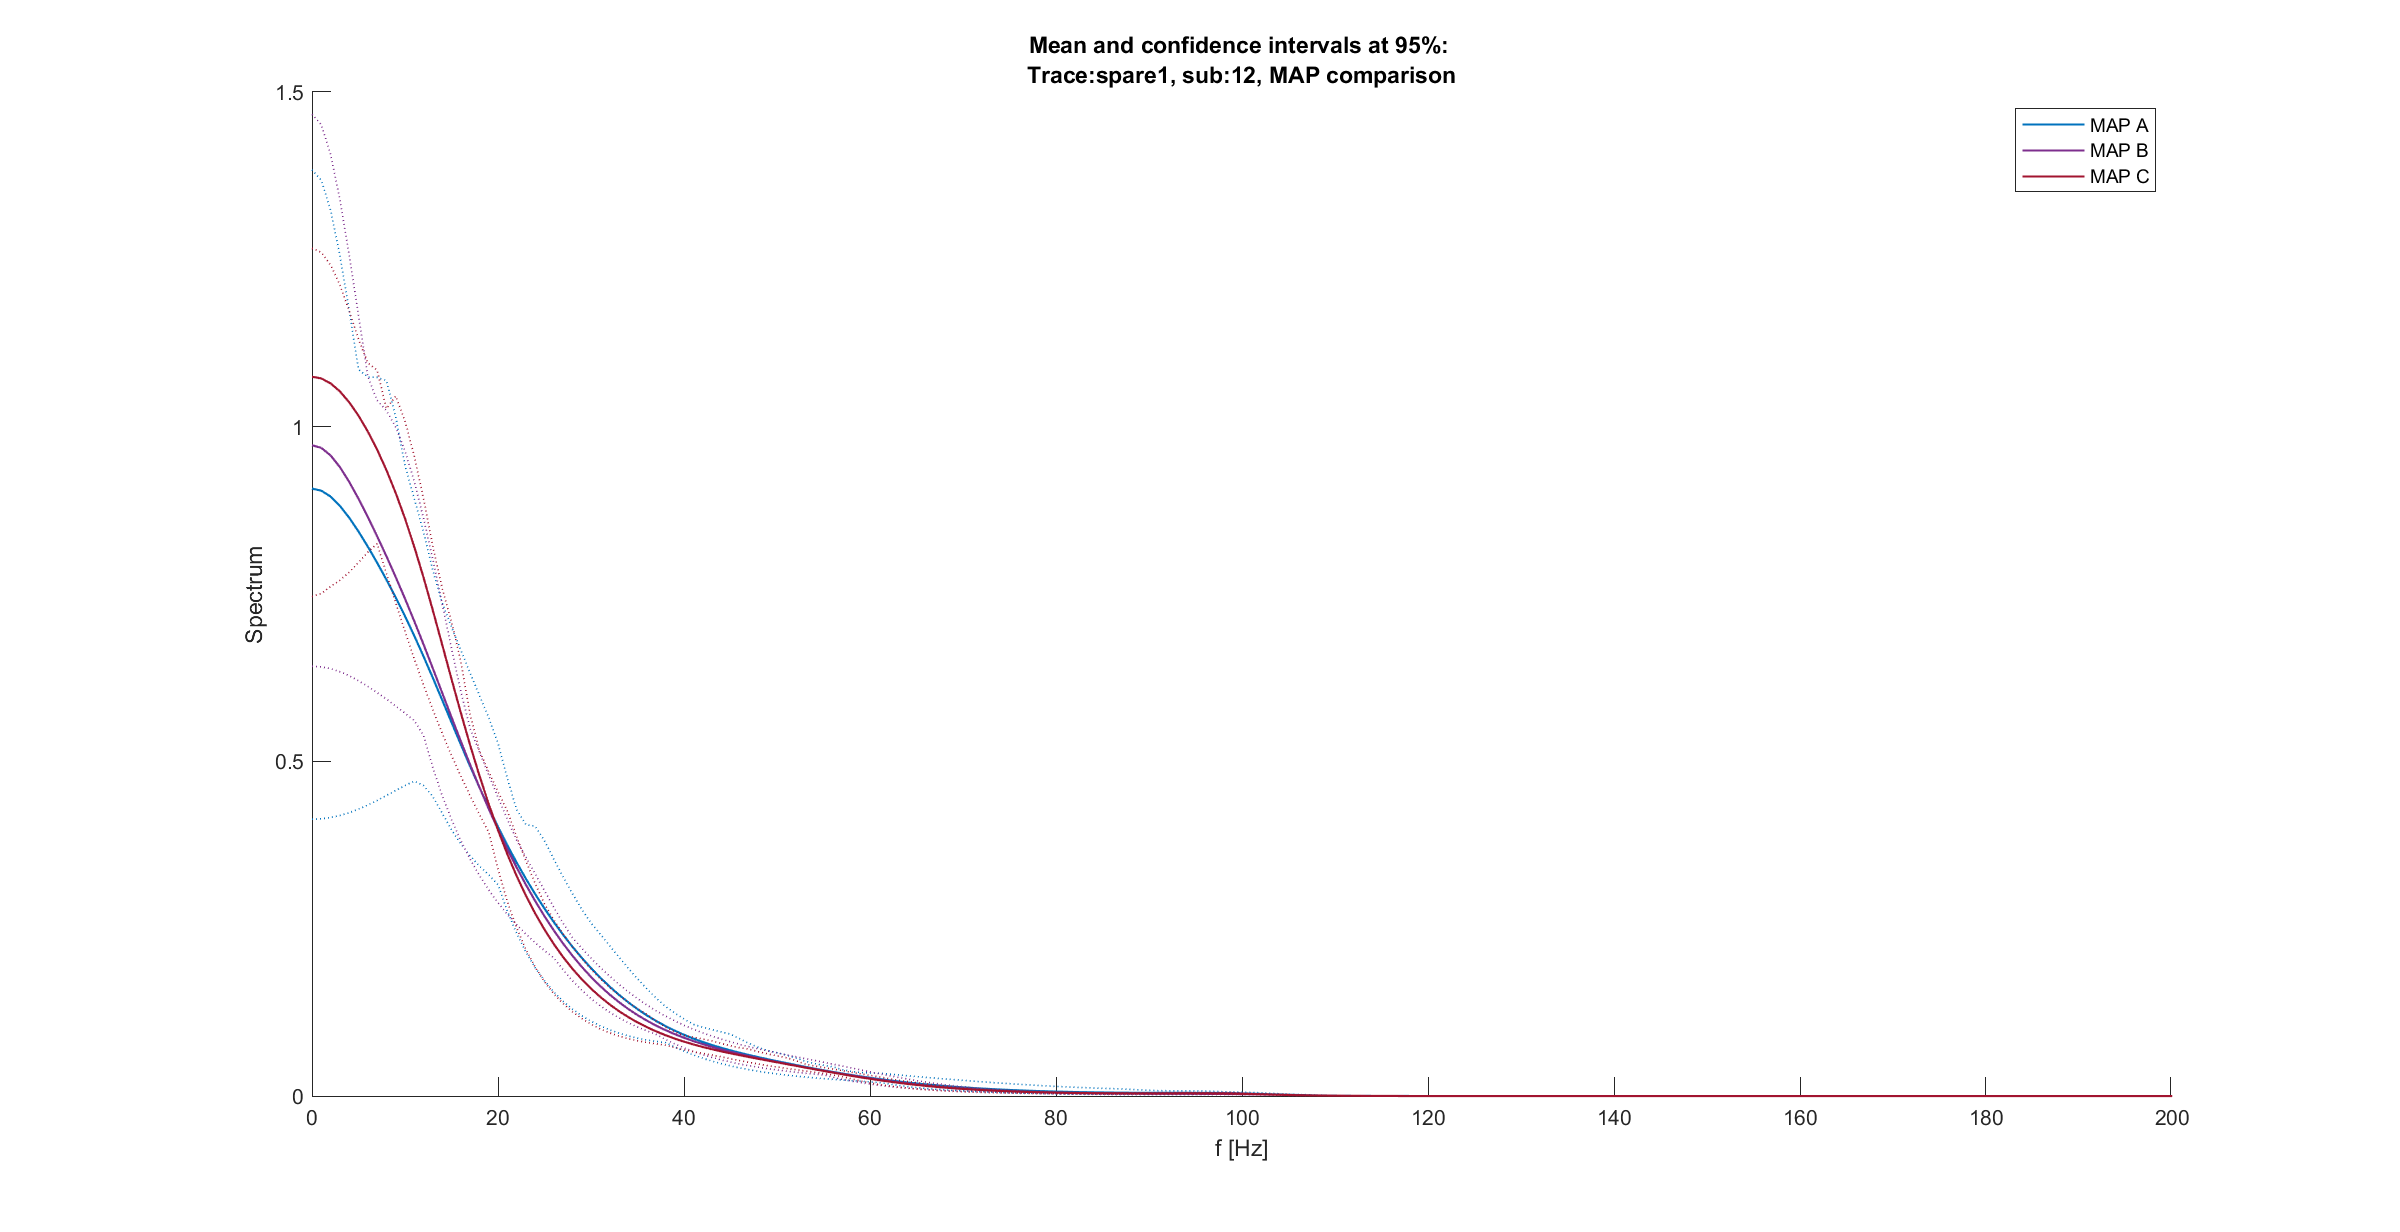 Mean and confidence intervals at 95%:
Trace:spare1, sub:12, MAP comparison
1.5
1
0.5
0
Spectrum
MAP A
MAP B
MAP C
0 20 40 60 80 100 120 140 160 180 200
f [Hz]